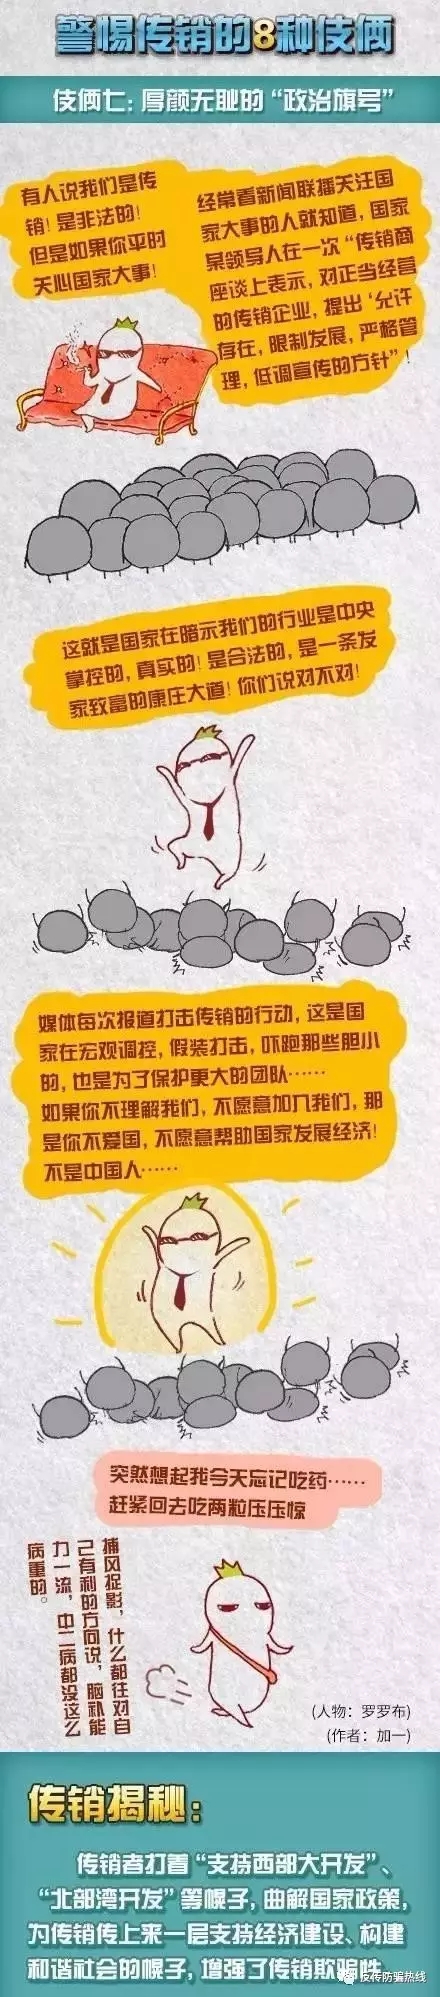 警惕传销的8种伎俩
伎俩七：厚颜无耻的“政治旗号”
有人说我们是传
销！是非法的！
但是如果你平时
关心国家大事！
经常看新闻联播关注国
家大事的人就知道，国家
某领导人在一次“传销商
座谈上表示，对正当经营
的传销企业，提出‘允许
存在，限制发展，严格管
理，低调宣传的方针”！
这就是国家在暗示我们的行业是中央
掌控的，真实的！是合法的，是一条发
家致富的康庄大道！你们说对不对！
媒体每次报道打击传销的行动，这是国
家在宏观调控，假装打击，吓跑那些胆小
的，也是为了保护更大的团队……
如果你不理解我们，不愿意加入我们，那
是你不爱国，不愿意帮助国家发展经济！
不是中国人……
突然想起我今天忘记吃药……
赶紧回去吃两粒压压惊
捕风捉影，什么都往对自
己有利的方向说，脑补能
力一流，中二病都没这么
病重的。
(人物：罗罗布)
(作者：加一)
传销揭秘：
传销者打着“支持西部大开发”、
“北部湾开发”等幌子，曲解国家政策，
为传销传上来一层支持经济建设、构建
和谐社会的幌子，增强了传销欺骗性。
反传防骗热线